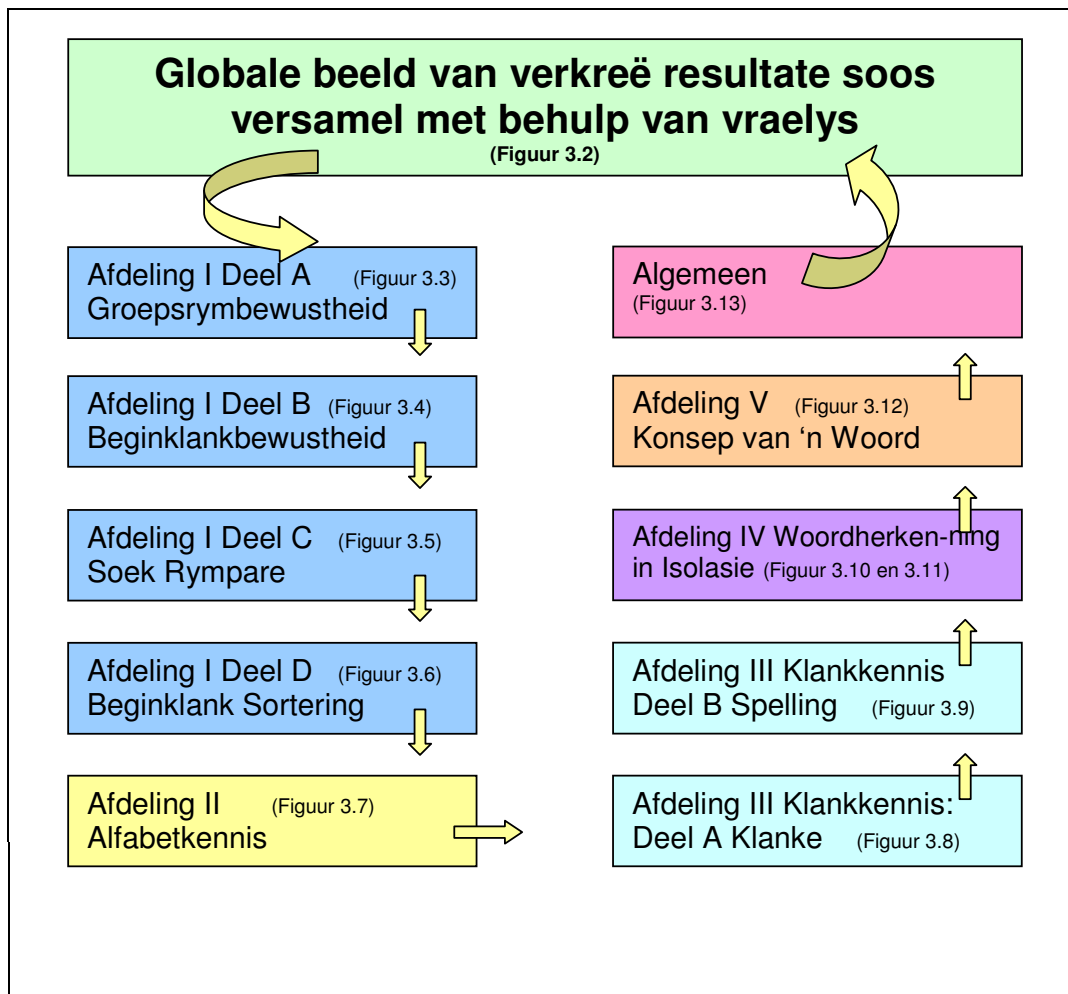 Globale beeld van verkreë resultate soos
versamel met behulp van vraelys
(Figuur 3.2)
Afdeling I Deel A (Figuur 3.3)
Groepsrymbewustheid
Afdeling I Deel B (Figuur 3.4)
Beginklankbewustheid
Afdeling I Deel C (Figuur 3.5)
Soek Rympare
Afdeling I Deel D (Figuur 3.6)
Beginklank Sortering
Afdeling II (Figuur 3.7)
Alfabetkennis
Afdeling III Klankkennis:
Deel A Klanke (Figuur 3.8)
Afdeling III Klankkennis
Deel B Spelling (Figuur 3.9)
Afdeling IV Woordherken-ning
in Isolasie (Figuur 3.10 en 3.11)
Afdeling V (Figuur 3.12)
Konsep van ‘n Woord
Algemeen
(Figuur 3.13)